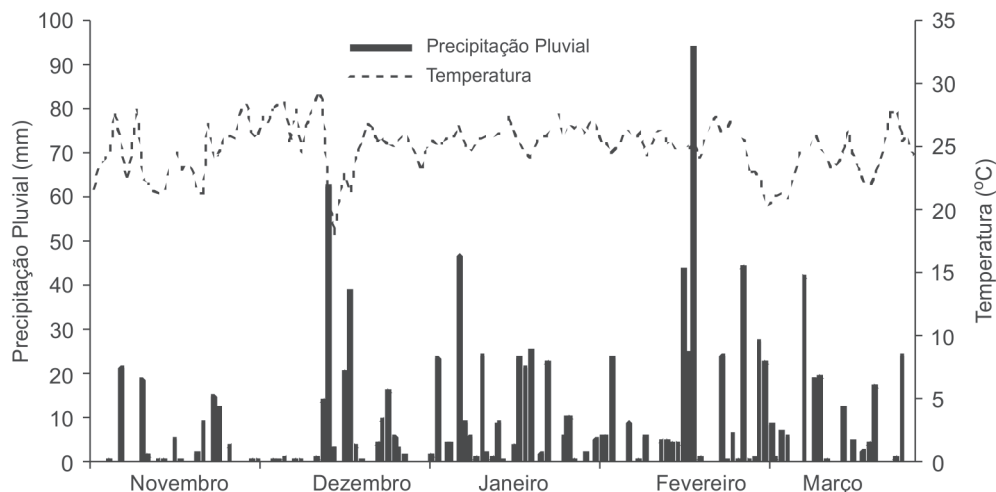 Precipitação Pluvial (mm)
100
90
80
70
60
50
40
30
20
10
0
Precipitação Pluvial
Temperatura
35
30
25
20
15
10
5
0
Temperatura (ºC)
Novembro
Dezembro
Janeiro
Fevereiro
Março